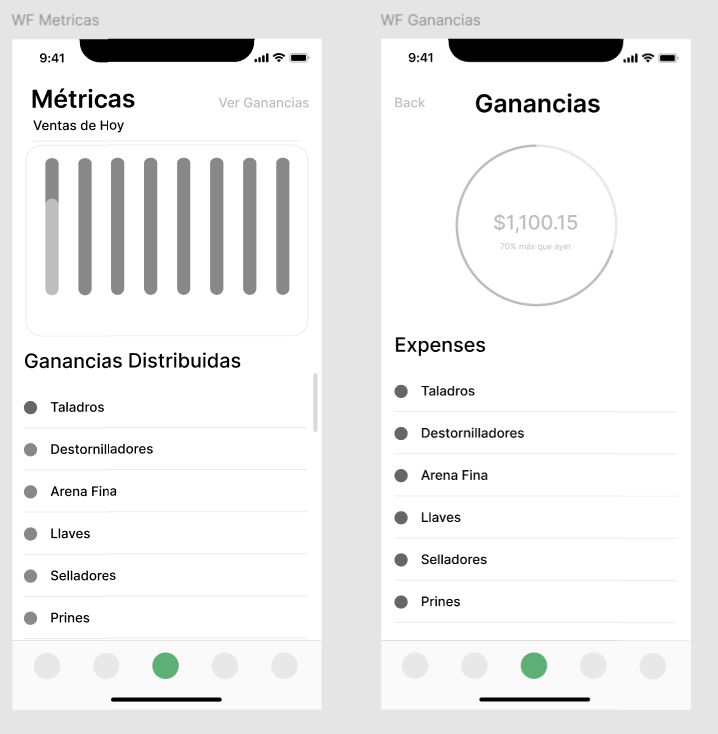 WF Metricas
9:41
Métricas
Ver Ganancias
Ventas de Hoy
Ganancias Distribuidas
Taladros
Destornilladores
Arena Fina
Llaves
Selladores
Prines
WF Ganancias
9:41
Back
Ganancias
$1,100.15
70% más que ayer
Expenses
Taladros
Destornilladores
Arena Fina
Llaves
Selladores
Prines